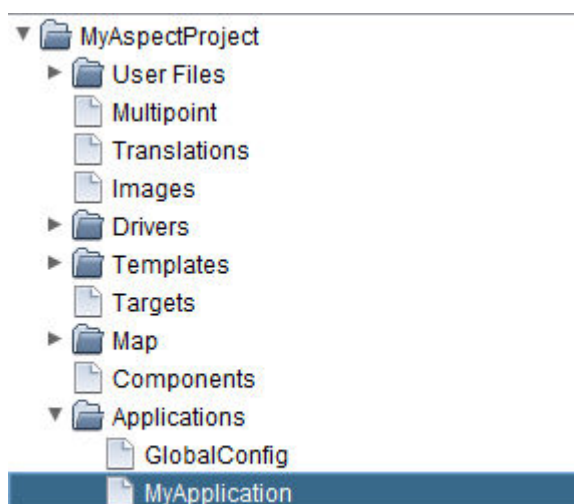 MyAspectProject
User Files
Multipoint
Translations
Images
Drivers
Templates
Targets
Map
Components
Applications
GlobalConfig
MyApplication